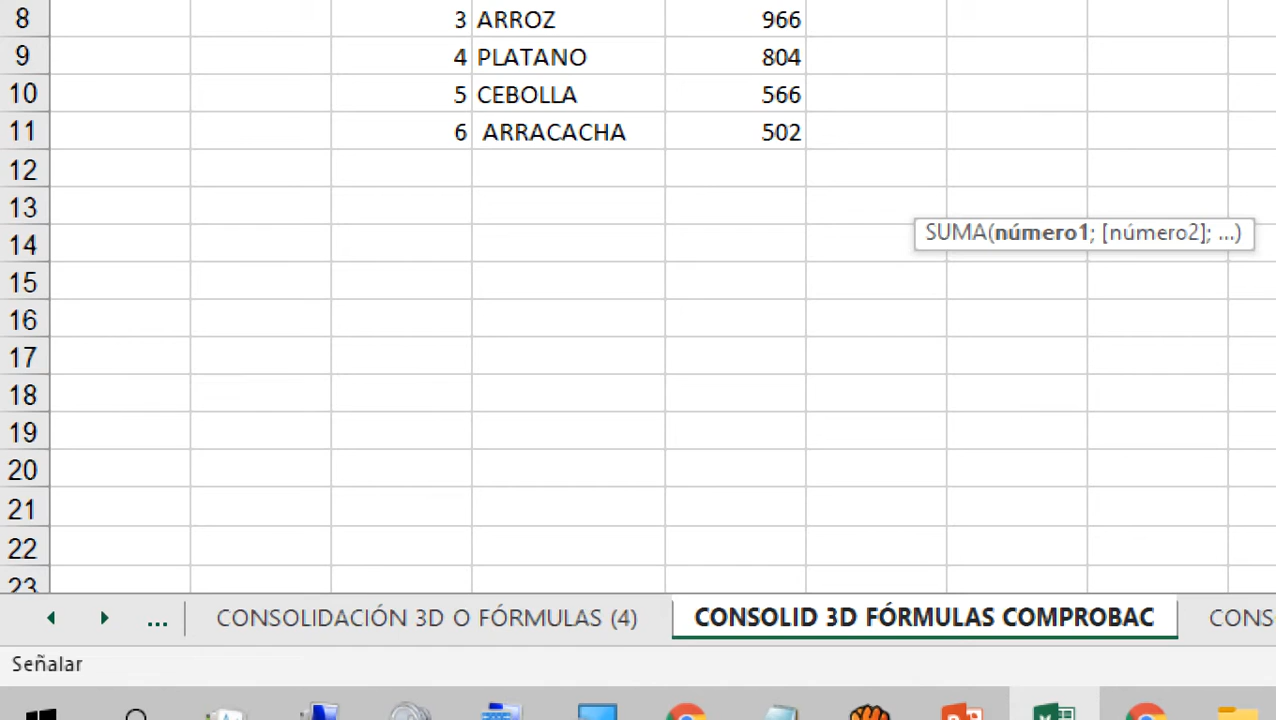 8 3 ARROZ 966
9 4 PLATANO 804
10 5 CEBOLLA 566
11 6 ARRACACHA 502
12
13
SUMA(número1; [número2]; ...)
14
15
16
17
18
19
20
21
22
23
... CONSOLIDACIÓN 3D O FÓRMULAS (4) CONSOLID 3D FÓRMULAS COMPROBAC CONS
Señalar